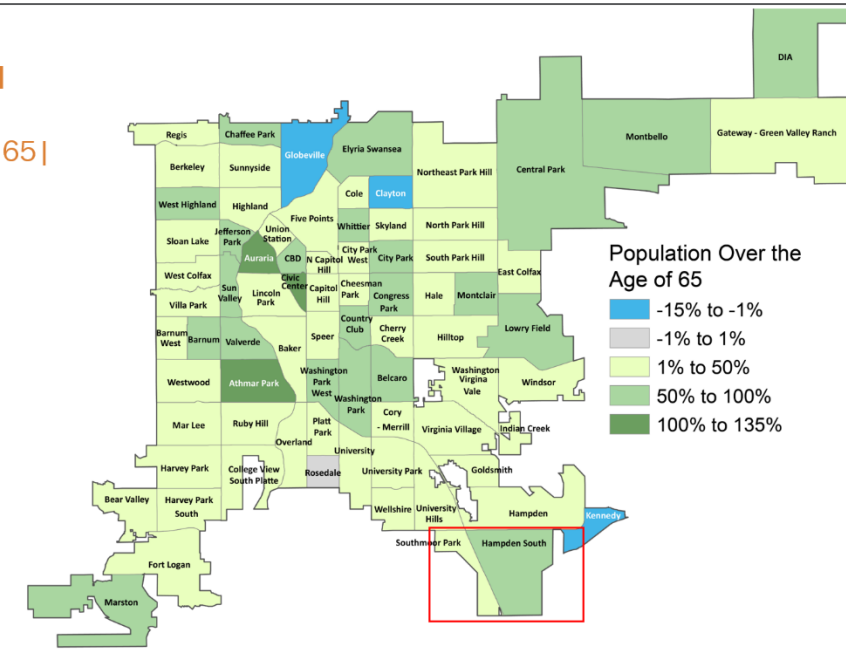 65|
DIA
Regis
Chaffee Park
Globeville
Elyria Swansea
Montbello
Gateway - Green Valley Ranch
Berkeley
Sunnyside
Northeast Park Hill
Central Park
West Highland
Highland
Cole
Clayton
Five Points
Whittier
Skyland
North Park Hill
Sloan Lake
Jefferson
Park
Union
Station
Auraria
CBD
N Capitol
Hill
City Park
West
City Park
South Park Hill
East Colfax
West Colfax
Sun
Valley
Lincoln
Park
Civic
Center
Capitol
Hill
Cheesman
Park
Congress
Park
Hale
Montclair
Villa Park
Country
Club
Lowry Field
Barnum
West
Barnum
Valverde
Baker
Speer
Cherry
Creek
Hilltop
Westwood
Athmar Park
Washington
Park
West
Washington
Park
Belcaro
Washington
Virgina
Vale
Windsor
Mar Lee
Ruby Hill
Overland
Platt
Park
Cory
- Merrill
Virginia Village
Indian Creek
University
Harvey Park
College View
South Platte
Rosedale
University Park
Goldsmith
Bear Valley
Harvey Park
South
Wellshire
University
Hills
Hampden
Kennedy
Southmoor Park
Hampden South
Fort Logan
Marston
Population Over the
Age of 65
-15% to -1%
-1% to 1%
1% to 50%
50% to 100%
100% to 135%